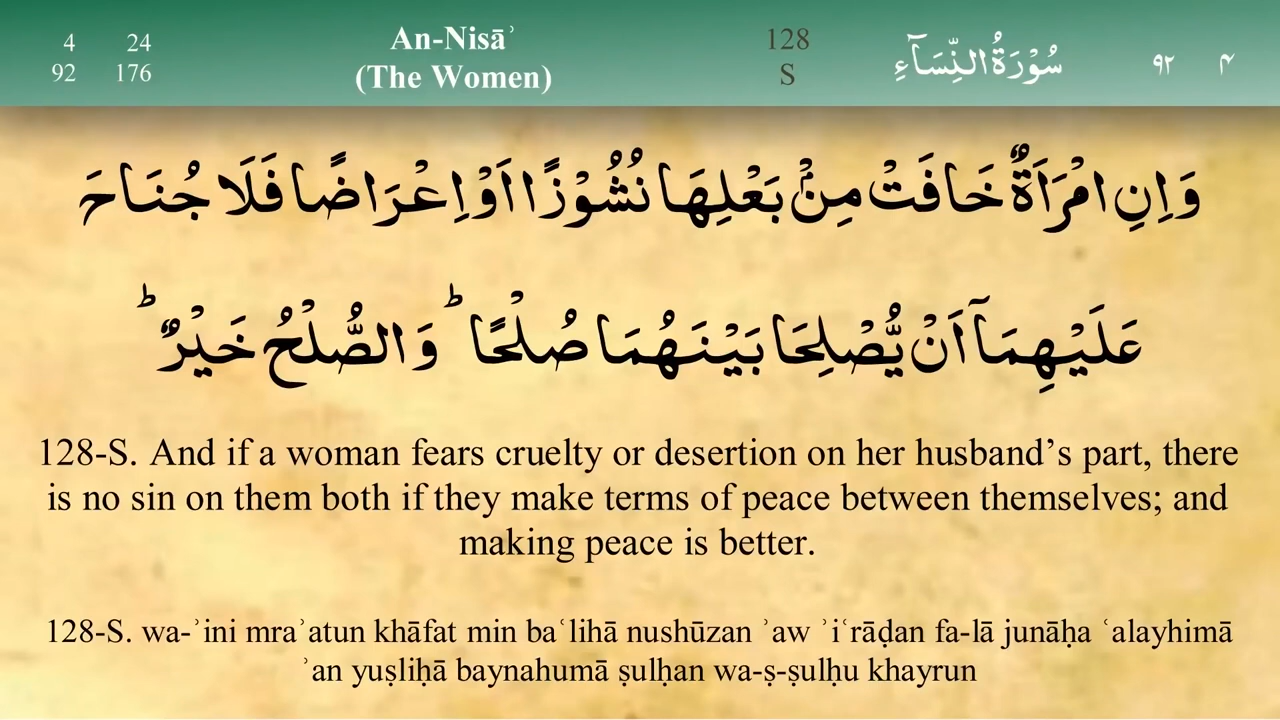 4 24 An-Nisāʾ 128 سُوْرَةُ النِّسَآءِ ٩٢ ٤
92 176 (The Women) S
وَاِنِ امْرَاَةٌ خَافَتْ مِنْۢ بَعْلِهَا نُشُوْزًا اَوْ اِعْرَاضًا فَلَا جُنَاحَ
عَلَيْهِمَآ اَنْ يُّصْلِحَا بَيْنَهُمَا صُلْحًا ؕ وَالصُّلْحُ خَيْرٌ ؕ
128-S. And if a woman fears cruelty or desertion on her husband’s part, there
is no sin on them both if they make terms of peace between themselves; and
making peace is better.
128-S. wa-ʾini mraʾatun khāfat min baʿlihā nushūzan ʾaw ʾiʿrāḍan fa-lā junāḥa ʿalayhimā
ʾan yuṣliḥā baynahumā ṣulḥan wa-ṣ-ṣulḥu khayrun